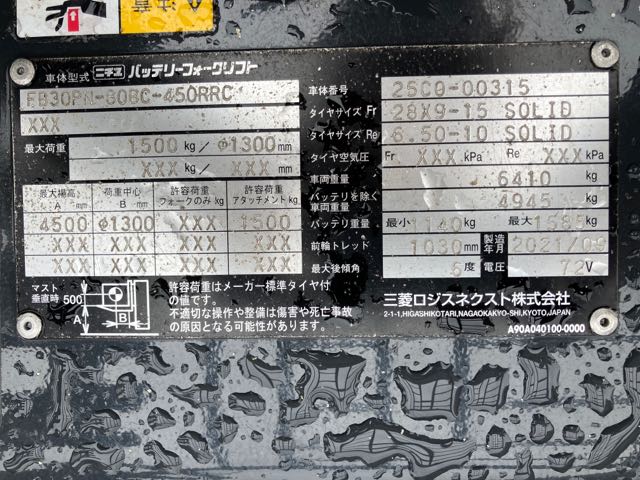 注意
車体型式 ニチユ バッテリーフォークリフト
FB30PN-80BC-450RRC
XXX
最大荷重 1500 kg / Φ1300 mm
XXX kg / XXX mm
最大揚高 A mm 荷重中心 B mm 許容荷重 フォークのみ kg 許容荷重 アタッチメント kg
4500 Φ1300 XXX 1500
XXX XXX XXX XXX
XXX XXX XXX XXX
マスト垂直時 500 A B
許容荷重はメーカー標準タイヤ付
の値です。
不適切な操作や整備は傷害や死亡事故
の原因となる可能性があります。
車体番号 25C9-00315
タイヤサイズ Fr 28X9-15 SOLID
タイヤサイズ Re 6.50-10 SOLID
タイヤ空気圧 Fr XXX kPa Re XXX kPa
車両重量 6410 kg
バッテリを除く車両重量 4945 kg
バッテリ重量 最小 kg 最大 1585 kg
前輪トレッド 1030 mm 製造年月 2021/09
最大後傾角 度 電圧 72 V
三菱ロジスネクスト株式会社
2-1-1,HIGASHIKOTARI,NAGAOKAKYO-SHI,KYOTO,JAPAN
A90A040100-0000